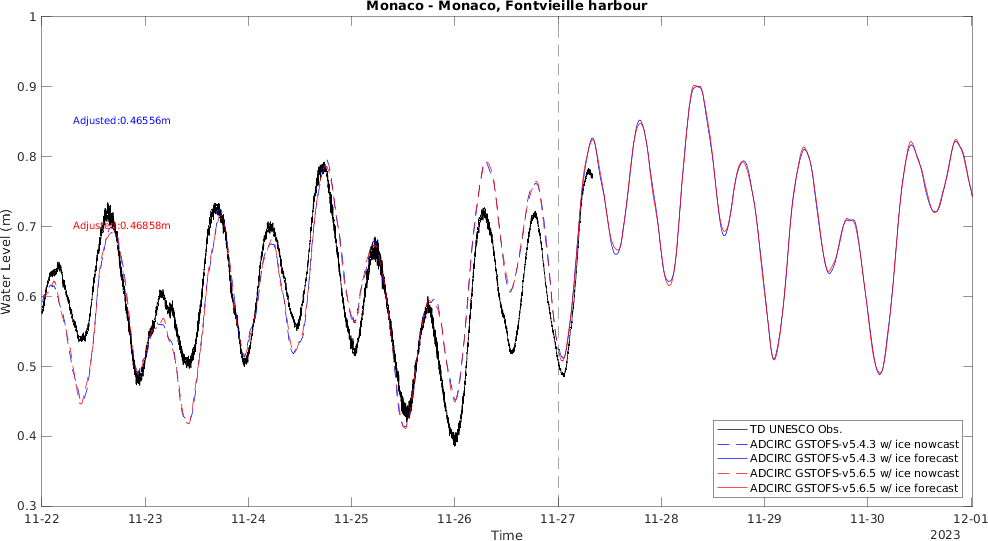 Monaco - Monaco, Fontvieille harbour
1
0.9
0.8
0.7
0.6
0.5
0.4
0.3
Water Level (m)
Adjusted:0.46556m
Adjusted:0.46858m
TD UNESCO Obs.
ADCIRC GSTOFS-v5.4.3 w/ ice nowcast
ADCIRC GSTOFS-v5.4.3 w/ ice forecast
ADCIRC GSTOFS-v5.6.5 w/ ice nowcast
ADCIRC GSTOFS-v5.6.5 w/ ice forecast
11-22 11-23 11-24 11-25 11-26 11-27 11-28 11-29 11-30 12-01
Time
2023